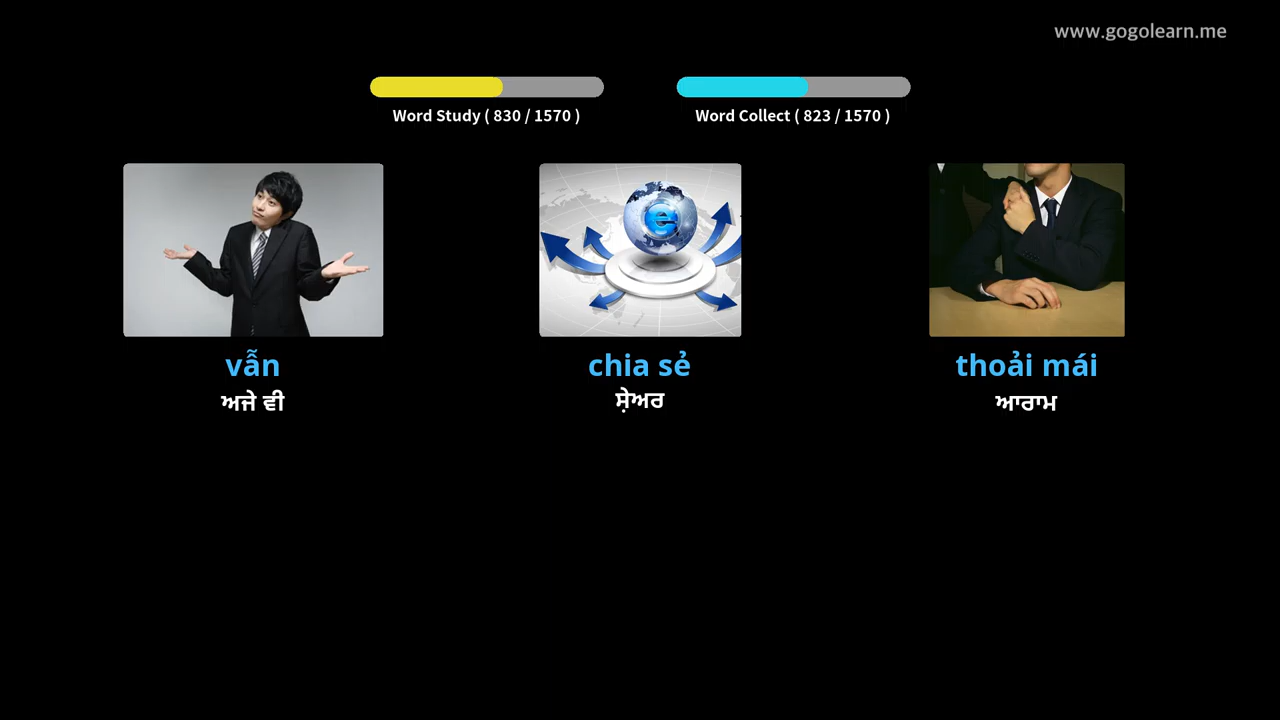 www.gogolearn.me
Word Study ( 830 / 1570 )
Word Collect ( 823 / 1570 )
e
vẫn
chia sẻ
thoải mái
ਅਜੇ ਵੀ
ਸ਼ੇਅਰ
ਆਰਾਮ